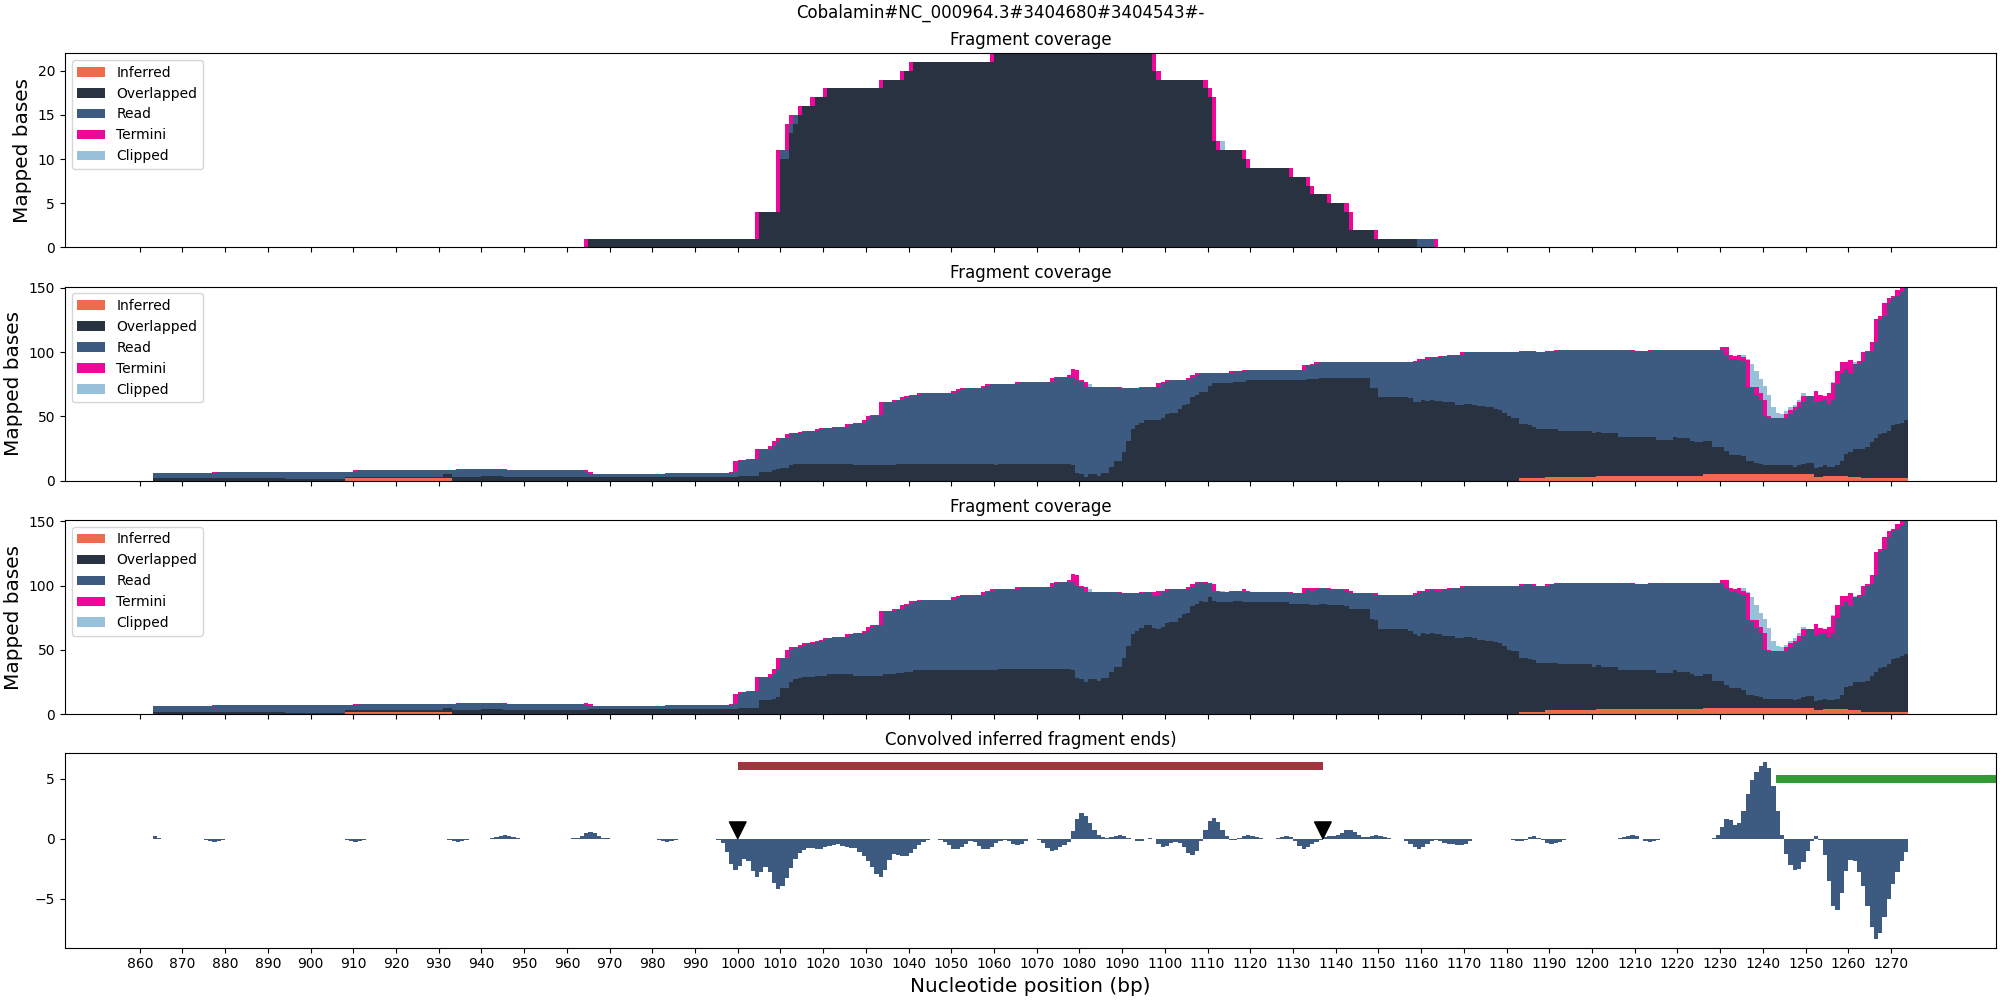 Cobalamin#NC_000964.3#3404680#3404543#-
Fragment coverage
Mapped bases
20
15
10
5
0
Inferred
Overlapped
Read
Termini
Clipped
Fragment coverage
Mapped bases
150
100
50
0
Inferred
Overlapped
Read
Termini
Clipped
Fragment coverage
Mapped bases
150
100
50
0
Inferred
Overlapped
Read
Termini
Clipped
Convolved inferred fragment ends)
5
0
−5
860 870 880 890 900 910 920 930 940 950 960 970 980 990 1000 1010 1020 1030 1040 1050 1060 1070 1080 1090 1100 1110 1120 1130 1140 1150 1160 1170 1180 1190 1200 1210 1220 1230 1240 1250 1260 1270
Nucleotide position (bp)